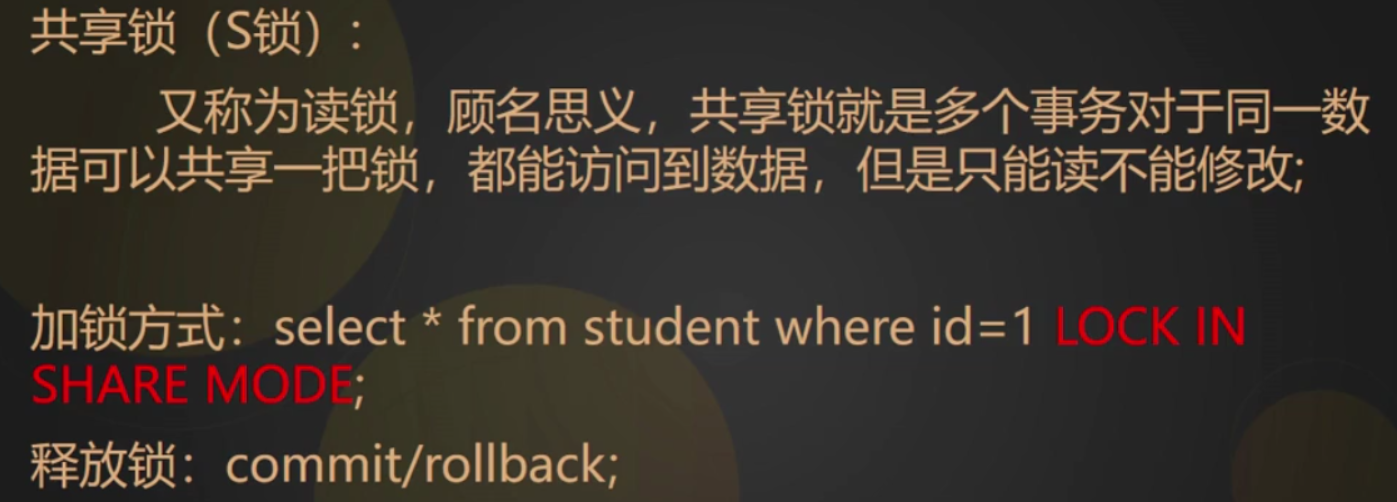 共享锁（S锁）：
又称为读锁，顾名思义，共享锁就是多个事务对于同一数
据可以共享一把锁，都能访问到数据，但是只能读不能修改;
加锁方式：select * from student where id=1 LOCK IN
SHARE MODE;
释放锁：commit/rollback;